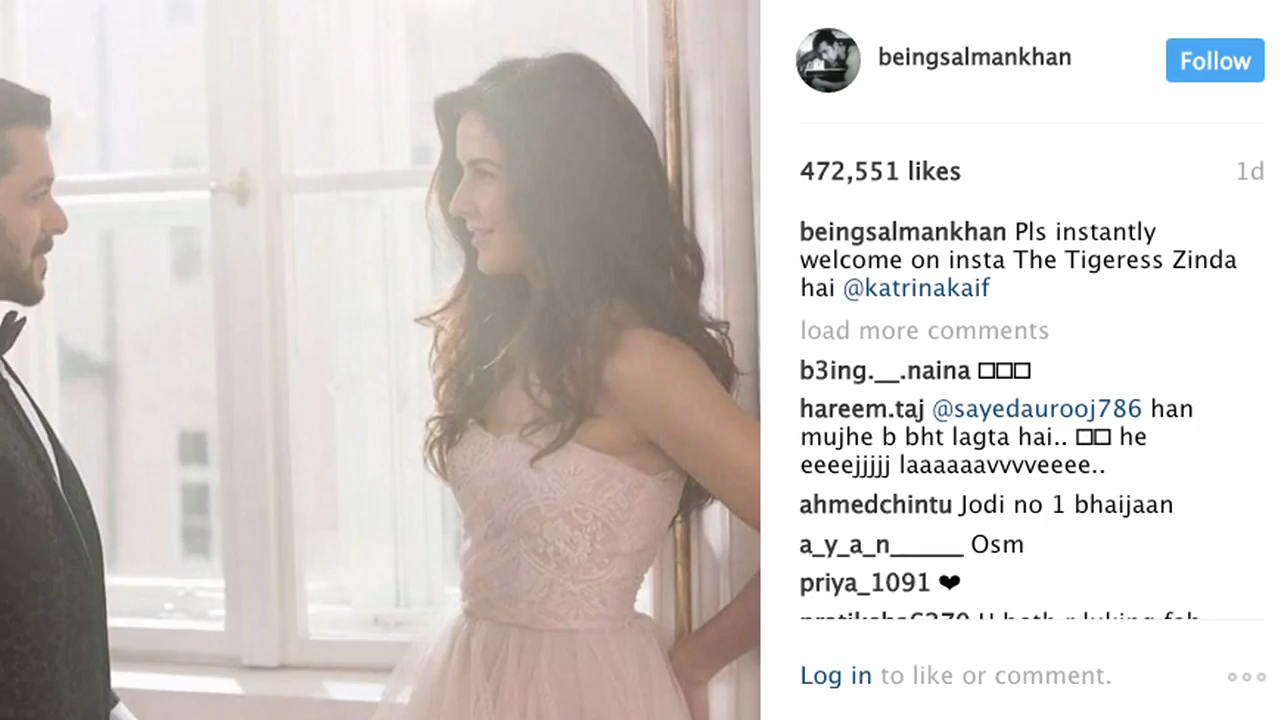 beingsalmankhan
Follow
472,551 likes
1d
beingsalmankhan Pls instantly
welcome on insta The Tigeress Zinda
hai @katrinakaif
load more comments
b3ing.__.naina □□□
hareem.taj @sayedaurooj786 han
mujhe b bht lagta hai.. □□ he
eeeejjjjj laaaaaavvvveeee..
ahmedchintu Jodi no 1 bhaijaan
a_y_a_n______ Osm
priya_1091 ❤
Log in to like or comment.